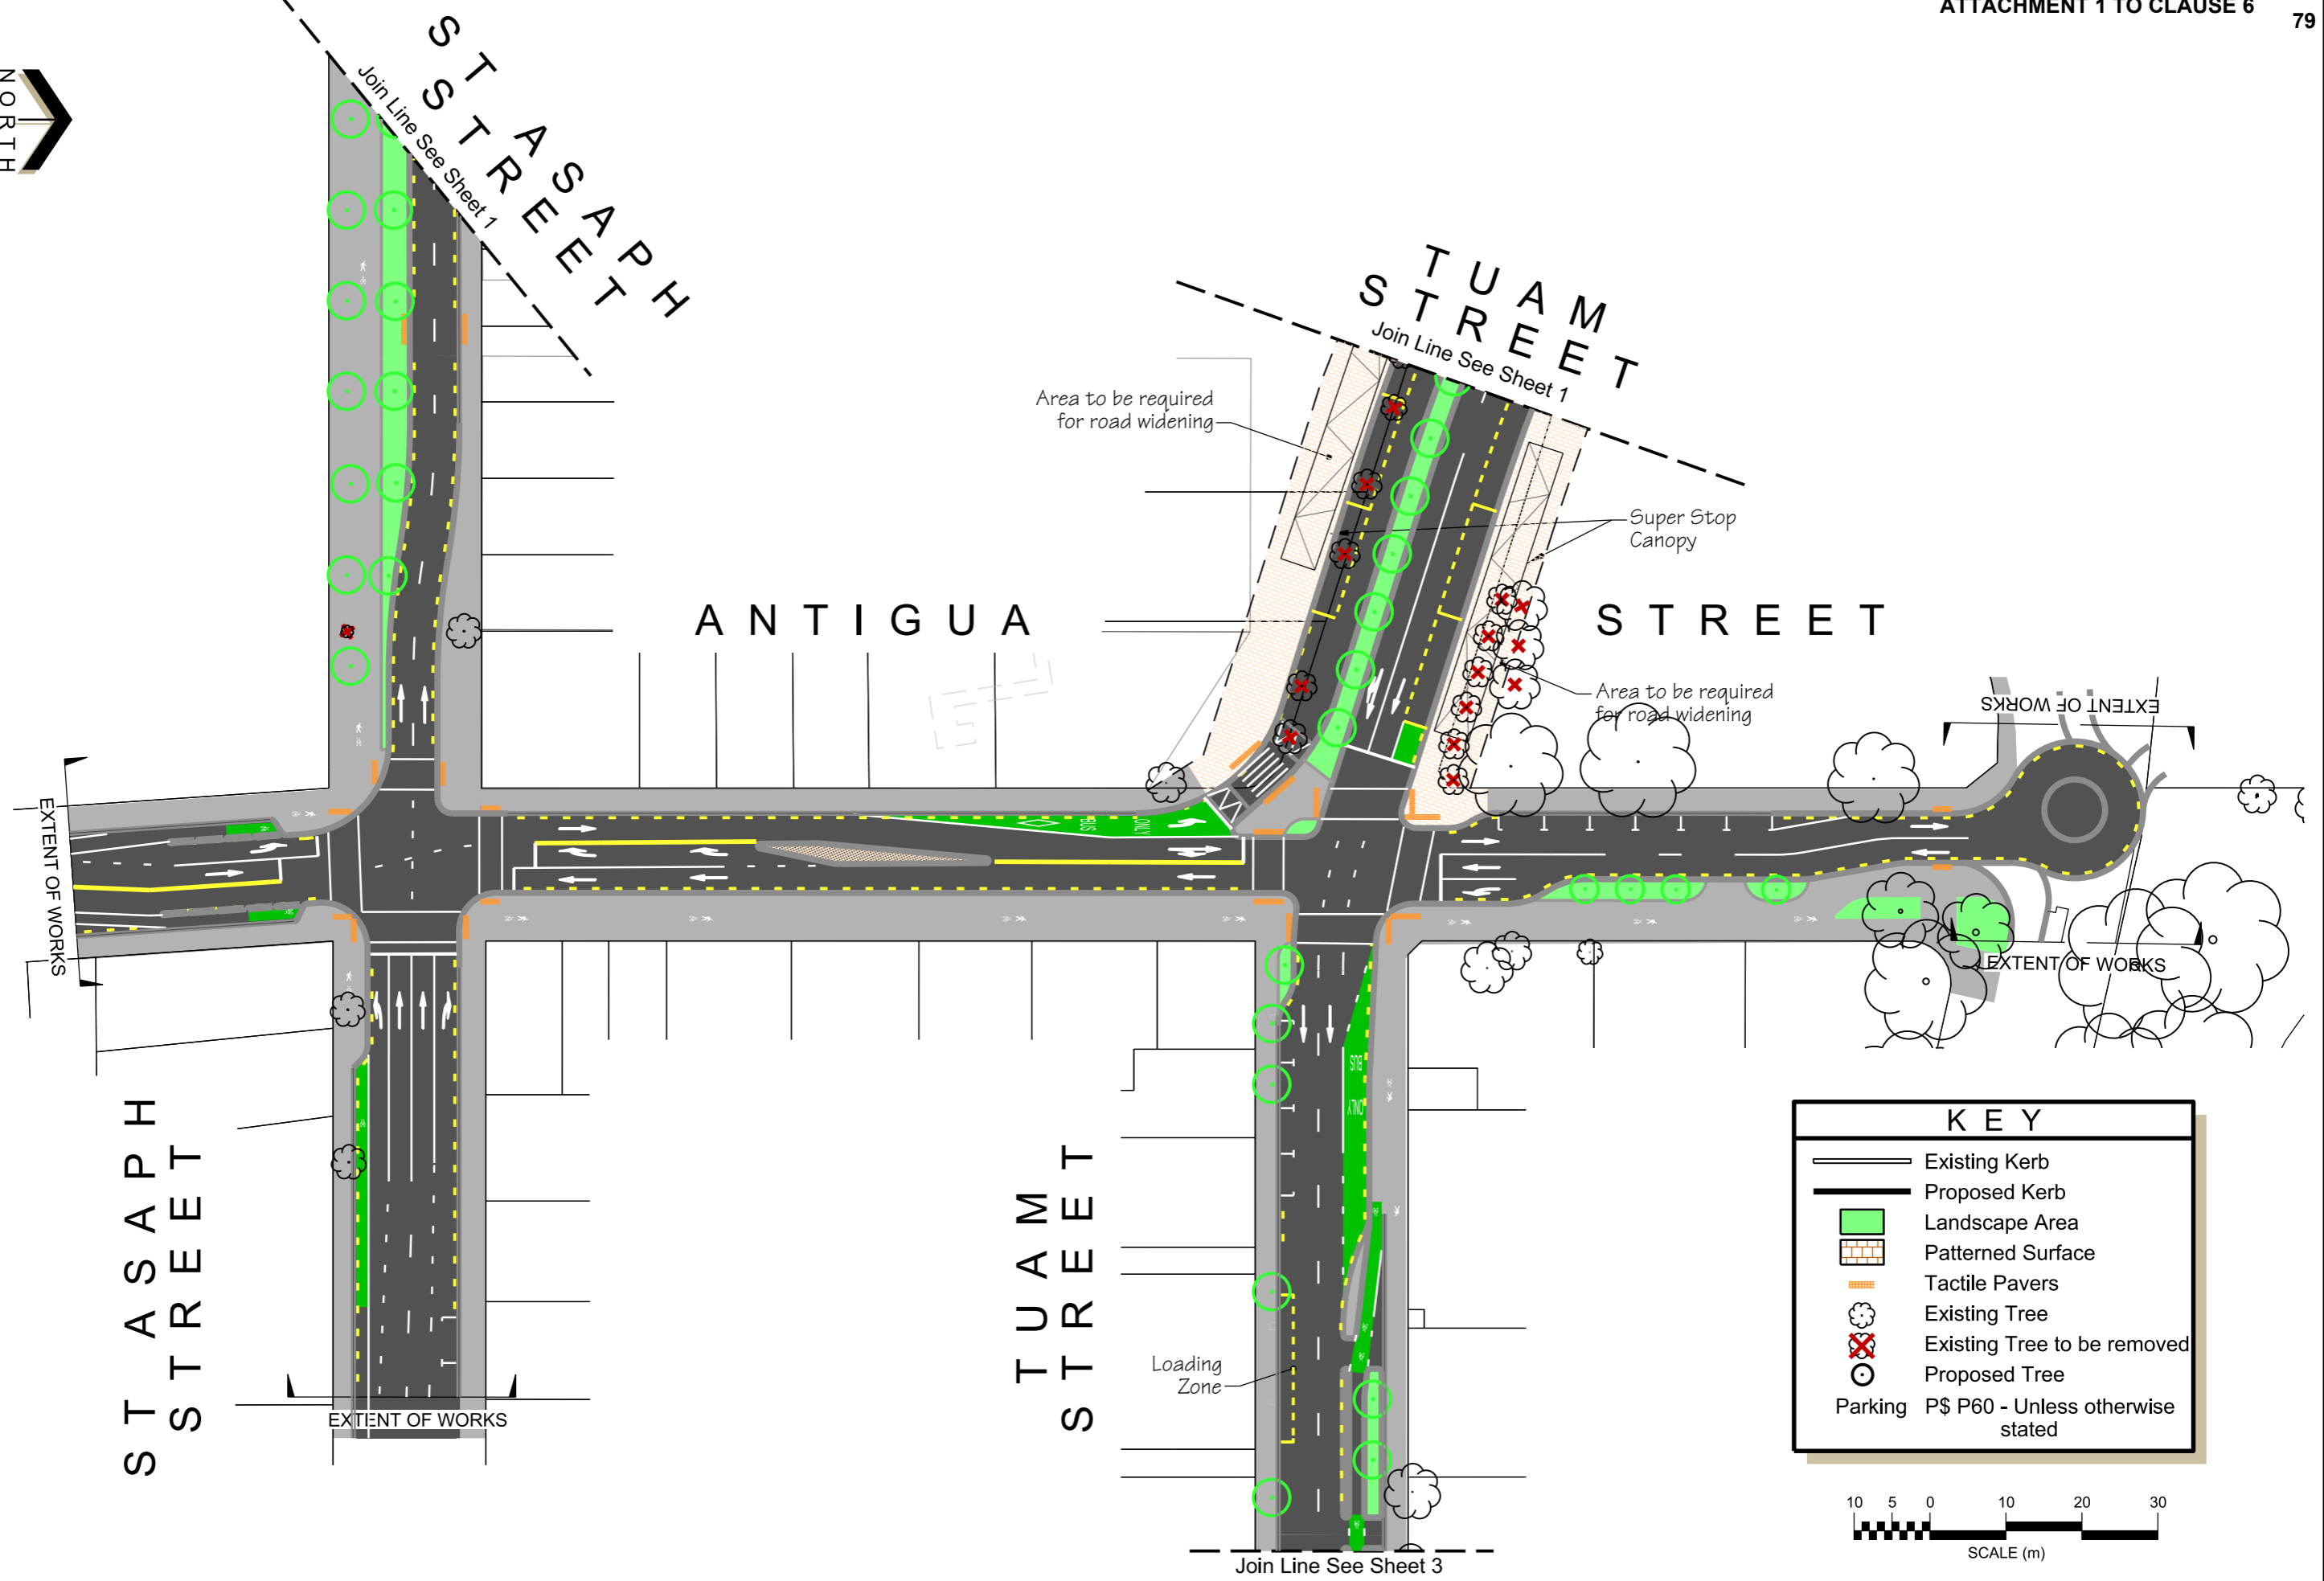 ATTACHMENT 1 TO CLAUSE 6
79
NORTH
ST ASAPH
STREET
Join Line See Sheet 1
TUAM
STREET
Join Line See Sheet 1
Area to be required
for road widening
Super Stop
Canopy
ANTIGUA
STREET
Area to be required
for road widening
EXTENT OF WORKS
EXTENT OF WORKS
BUS
ONLY
EXTENT OF WORKS
BUS
ONLY
ST ASAPH
STREET
TUAM
STREET
Loading
Zone
EXTENT OF WORKS
Join Line See Sheet 3
KEY
Existing Kerb
Proposed Kerb
Landscape Area
Patterned Surface
Tactile Pavers
Existing Tree
Existing Tree to be removed
Proposed Tree
Parking P$ P60 - Unless otherwise
stated
10 5 0 10 20 30
SCALE (m)